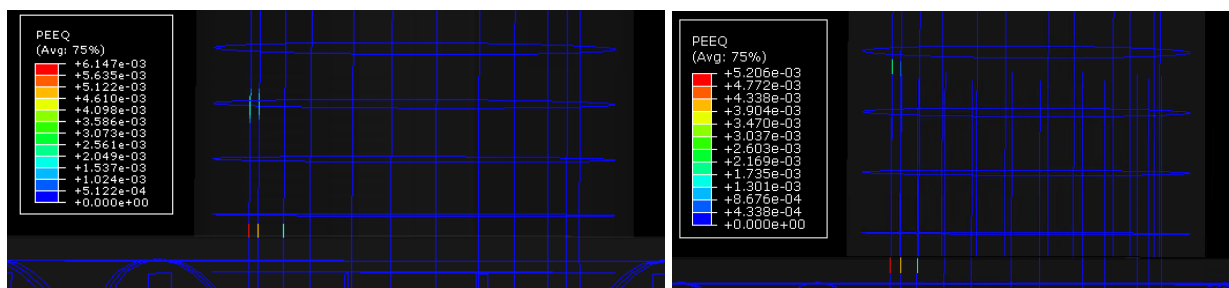 PEEQ
(Avg: 75%)
+6.147e-03
+5.635e-03
+5.122e-03
+4.610e-03
+4.098e-03
+3.586e-03
+3.073e-03
+2.561e-03
+2.049e-03
+1.537e-03
+1.024e-03
+5.122e-04
+0.000e+00
PEEQ
(Avg: 75%)
+5.206e-03
+4.772e-03
+4.338e-03
+3.904e-03
+3.470e-03
+3.037e-03
+2.603e-03
+2.169e-03
+1.735e-03
+1.301e-03
+8.676e-04
+4.338e-04
+0.000e+00